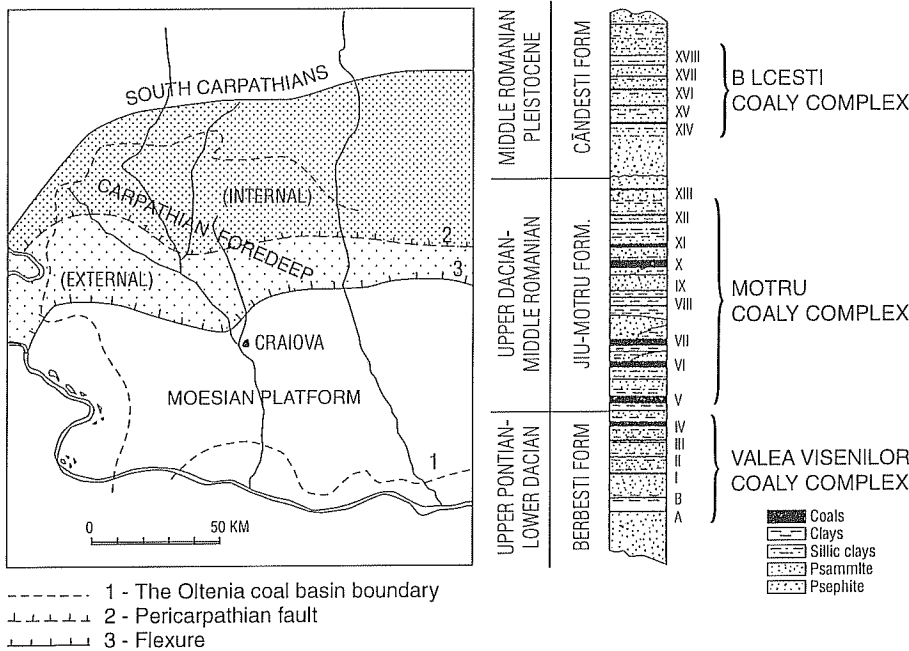 SOUTH CARPATHIANS
CARPATHIAN FOREDEEP
(INTERNAL)
(EXTERNAL)
2
3
CRAIOVA
MOESIAN PLATFORM
1
0 50 KM
1 - The Oltenia coal basin boundary
2 - Pericarpathian fault
3 - Flexure
MIDDLE ROMANIAN
PLEISTOCENE
CĂNDESTI FORM
UPPER DACIAN-
MIDDLE ROMANIAN
JIU-MOTRU FORM.
UPPER PONTIAN-
LOWER DACIAN
BERBESTI FORM
XVIII
XVII
XVI
XV
XIV
XIII
XII
XI
X
IX
VIII
VII
VI
V
IV
III
II
I
B
A
B LCESTI
COALY COMPLEX
MOTRU
COALY COMPLEX
VALEA VISENILOR
COALY COMPLEX
Coals
Clays
Sillic clays
Psammlte
Psephite